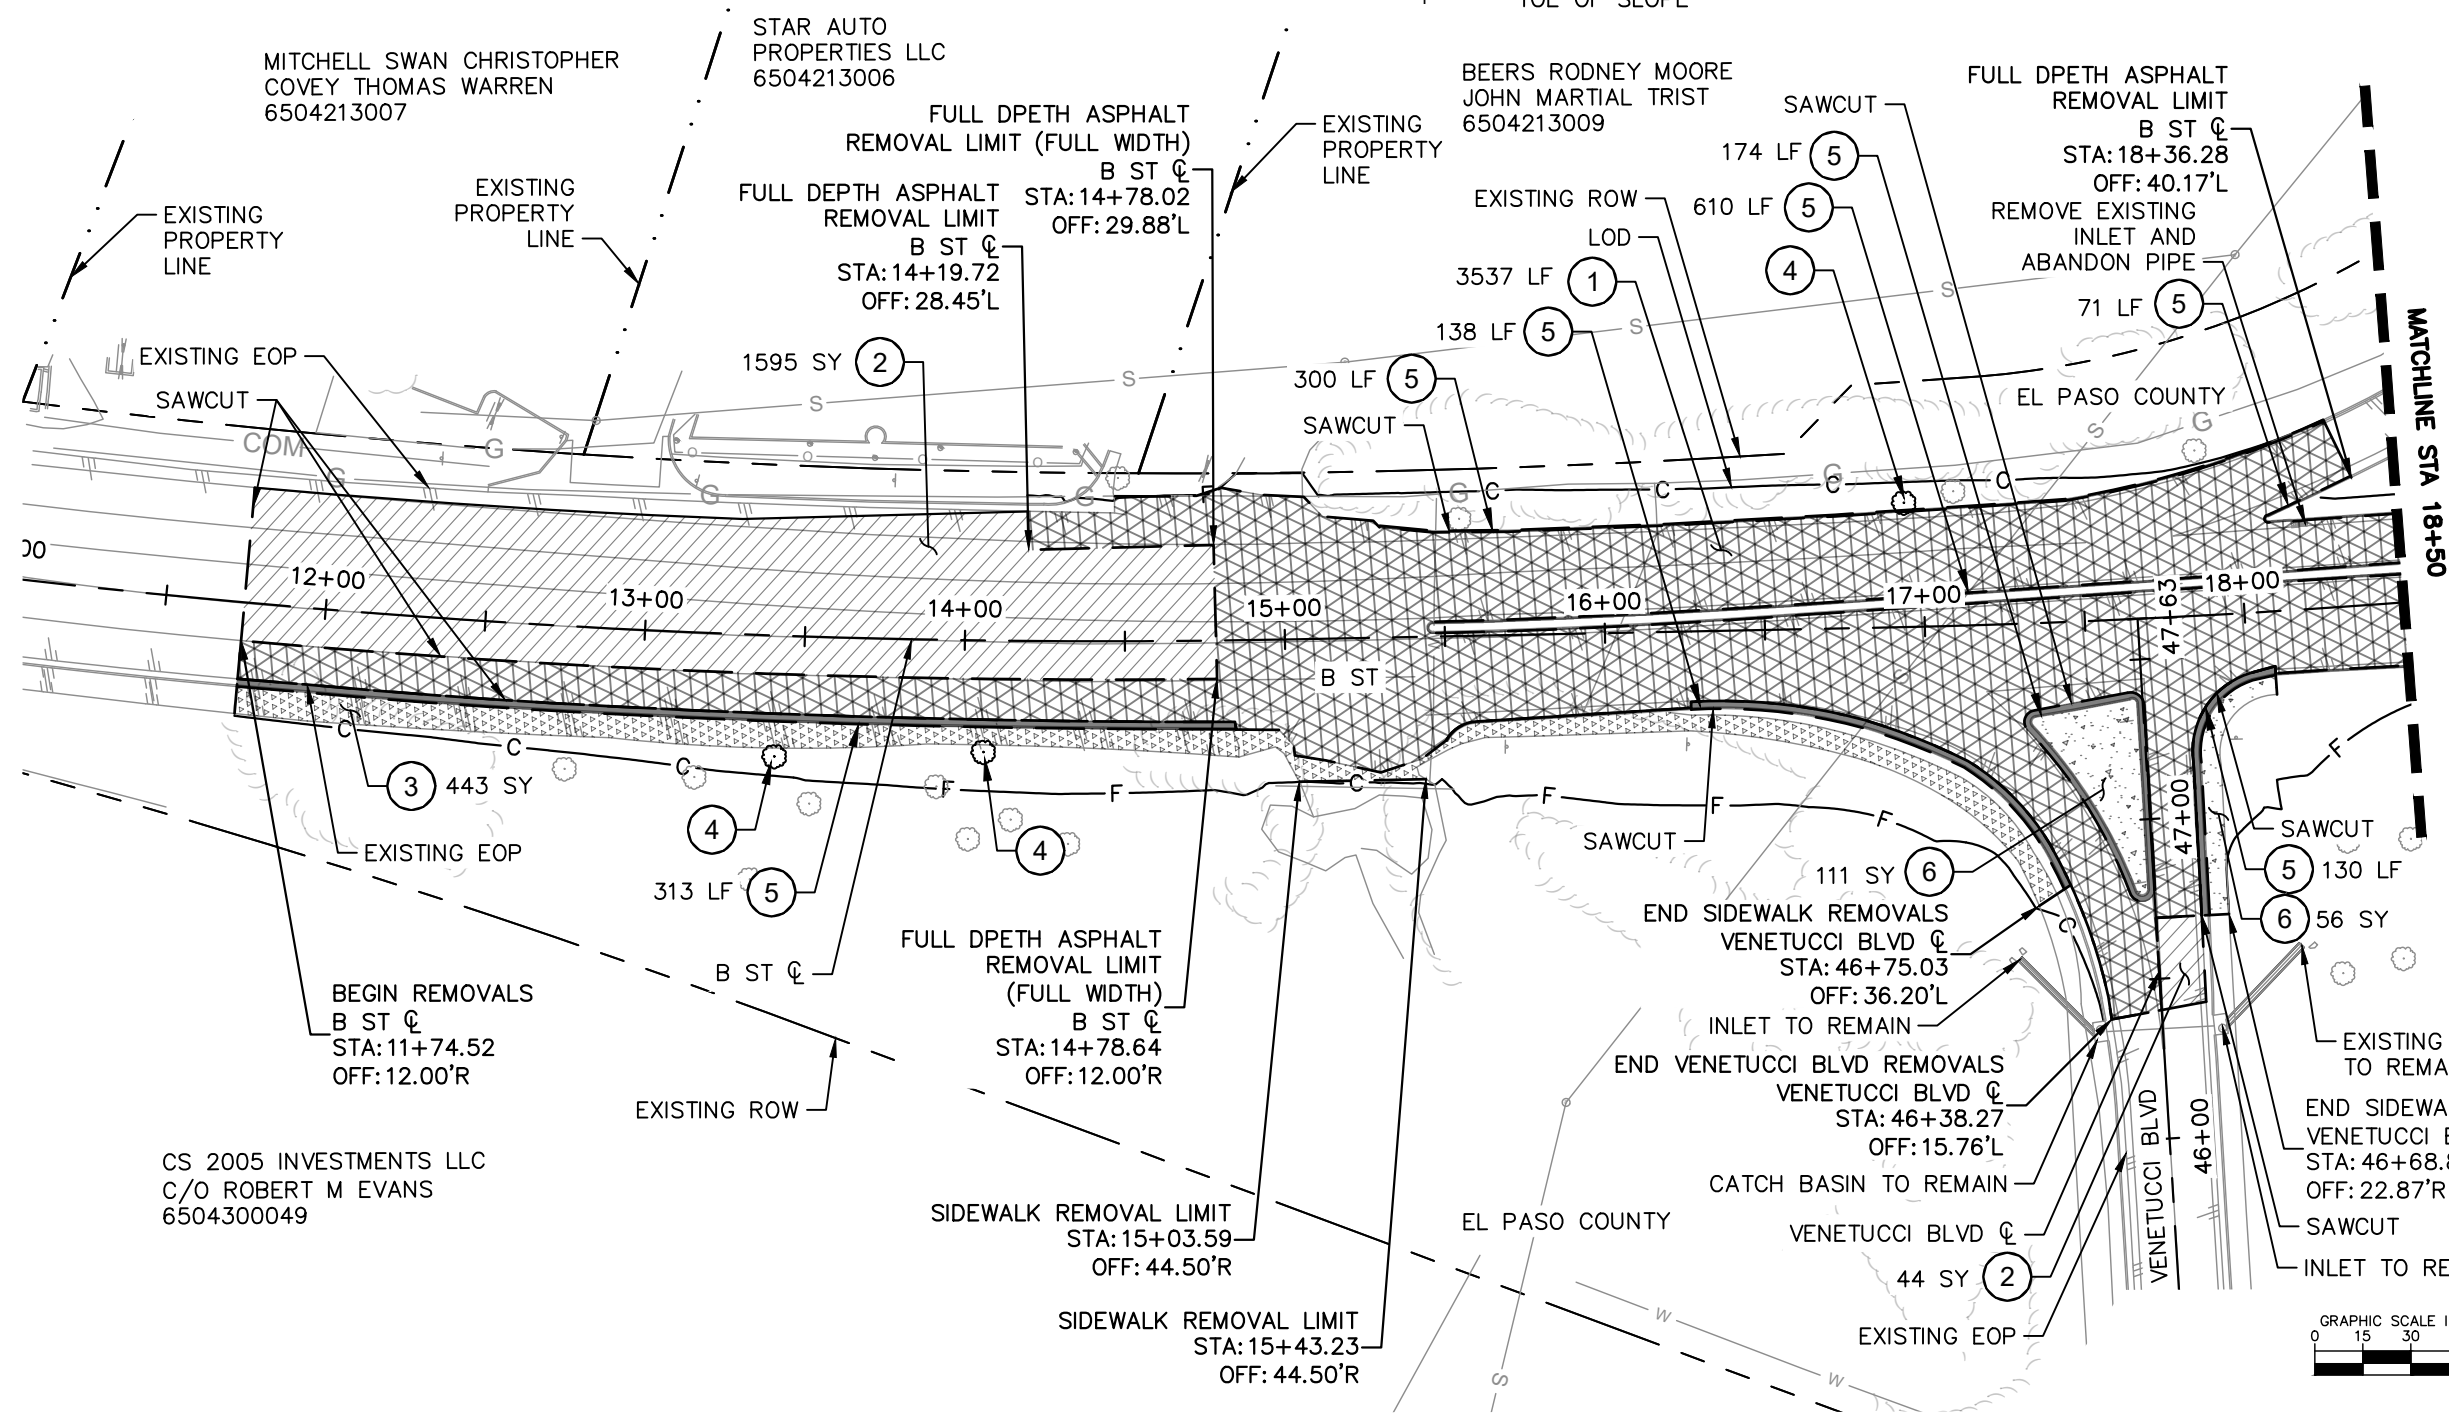 TOE OF SLOPE
MITCHELL SWAN CHRISTOPHER
COVEY THOMAS WARREN
6504213007
STAR AUTO
PROPERTIES LLC
6504213006
BEERS RODNEY MOORE
JOHN MARTIAL TRIST
6504213009
EXISTING
PROPERTY
LINE
EXISTING
PROPERTY
LINE
FULL DEPTH ASPHALT
REMOVAL LIMIT
B ST ℄
STA:14+19.72
OFF:28.45'L
FULL DPETH ASPHALT
REMOVAL LIMIT (FULL WIDTH)
B ST ℄
STA:14+78.02
OFF:29.88'L
EXISTING
PROPERTY
LINE
SAWCUT
174 LF 5
EXISTING ROW
610 LF 5
LOD
4
3537 LF 1
138 LF 5
300 LF 5
SAWCUT
FULL DPETH ASPHALT
REMOVAL LIMIT
B ST ℄
STA:18+36.28
OFF:40.17'L
REMOVE EXISTING
INLET AND
ABANDON PIPE
71 LF 5
EL PASO COUNTY
MATCHLINE STA 18+50
EXISTING EOP
SAWCUT
1595 SY 2
S
S
S
S
S
COM
G
G
G
G
G
G
G
C
C
C
C
00
12+00
13+00
14+00
15+00
16+00
17+00
18+00
47+63
B ST
47+00
C
C
C
F
F
C
F
F
F
F
C
3 443 SY
4
4
EXISTING EOP
313 LF 5
B ST ℄
BEGIN REMOVALS
B ST ℄
STA:11+74.52
OFF:12.00'R
FULL DPETH ASPHALT
REMOVAL LIMIT
(FULL WIDTH)
B ST ℄
STA:14+78.64
OFF:12.00'R
EXISTING ROW
CS 2005 INVESTMENTS LLC
C/O ROBERT M EVANS
6504300049
SIDEWALK REMOVAL LIMIT
STA:15+03.59
OFF:44.50'R
SIDEWALK REMOVAL LIMIT
STA:15+43.23
OFF:44.50'R
EL PASO COUNTY
S
W
W
SAWCUT
111 SY 6
END SIDEWALK REMOVALS
VENETUCCI BLVD ℄
STA:46+75.03
OFF:36.20'L
INLET TO REMAIN
END VENETUCCI BLVD REMOVALS
VENETUCCI BLVD ℄
STA:46+38.27
OFF:15.76'L
CATCH BASIN TO REMAIN
VENETUCCI BLVD ℄
44 SY 2
EXISTING EOP
VENETUCCI BLVD
46+00
SAWCUT
5 130 LF
6 56 SY
EXISTING
TO REMA
END SIDEWA
VENETUCCI B
STA:46+68.8
OFF:22.87'R
SAWCUT
INLET TO RE
GRAPHIC SCALE I
0 15 30